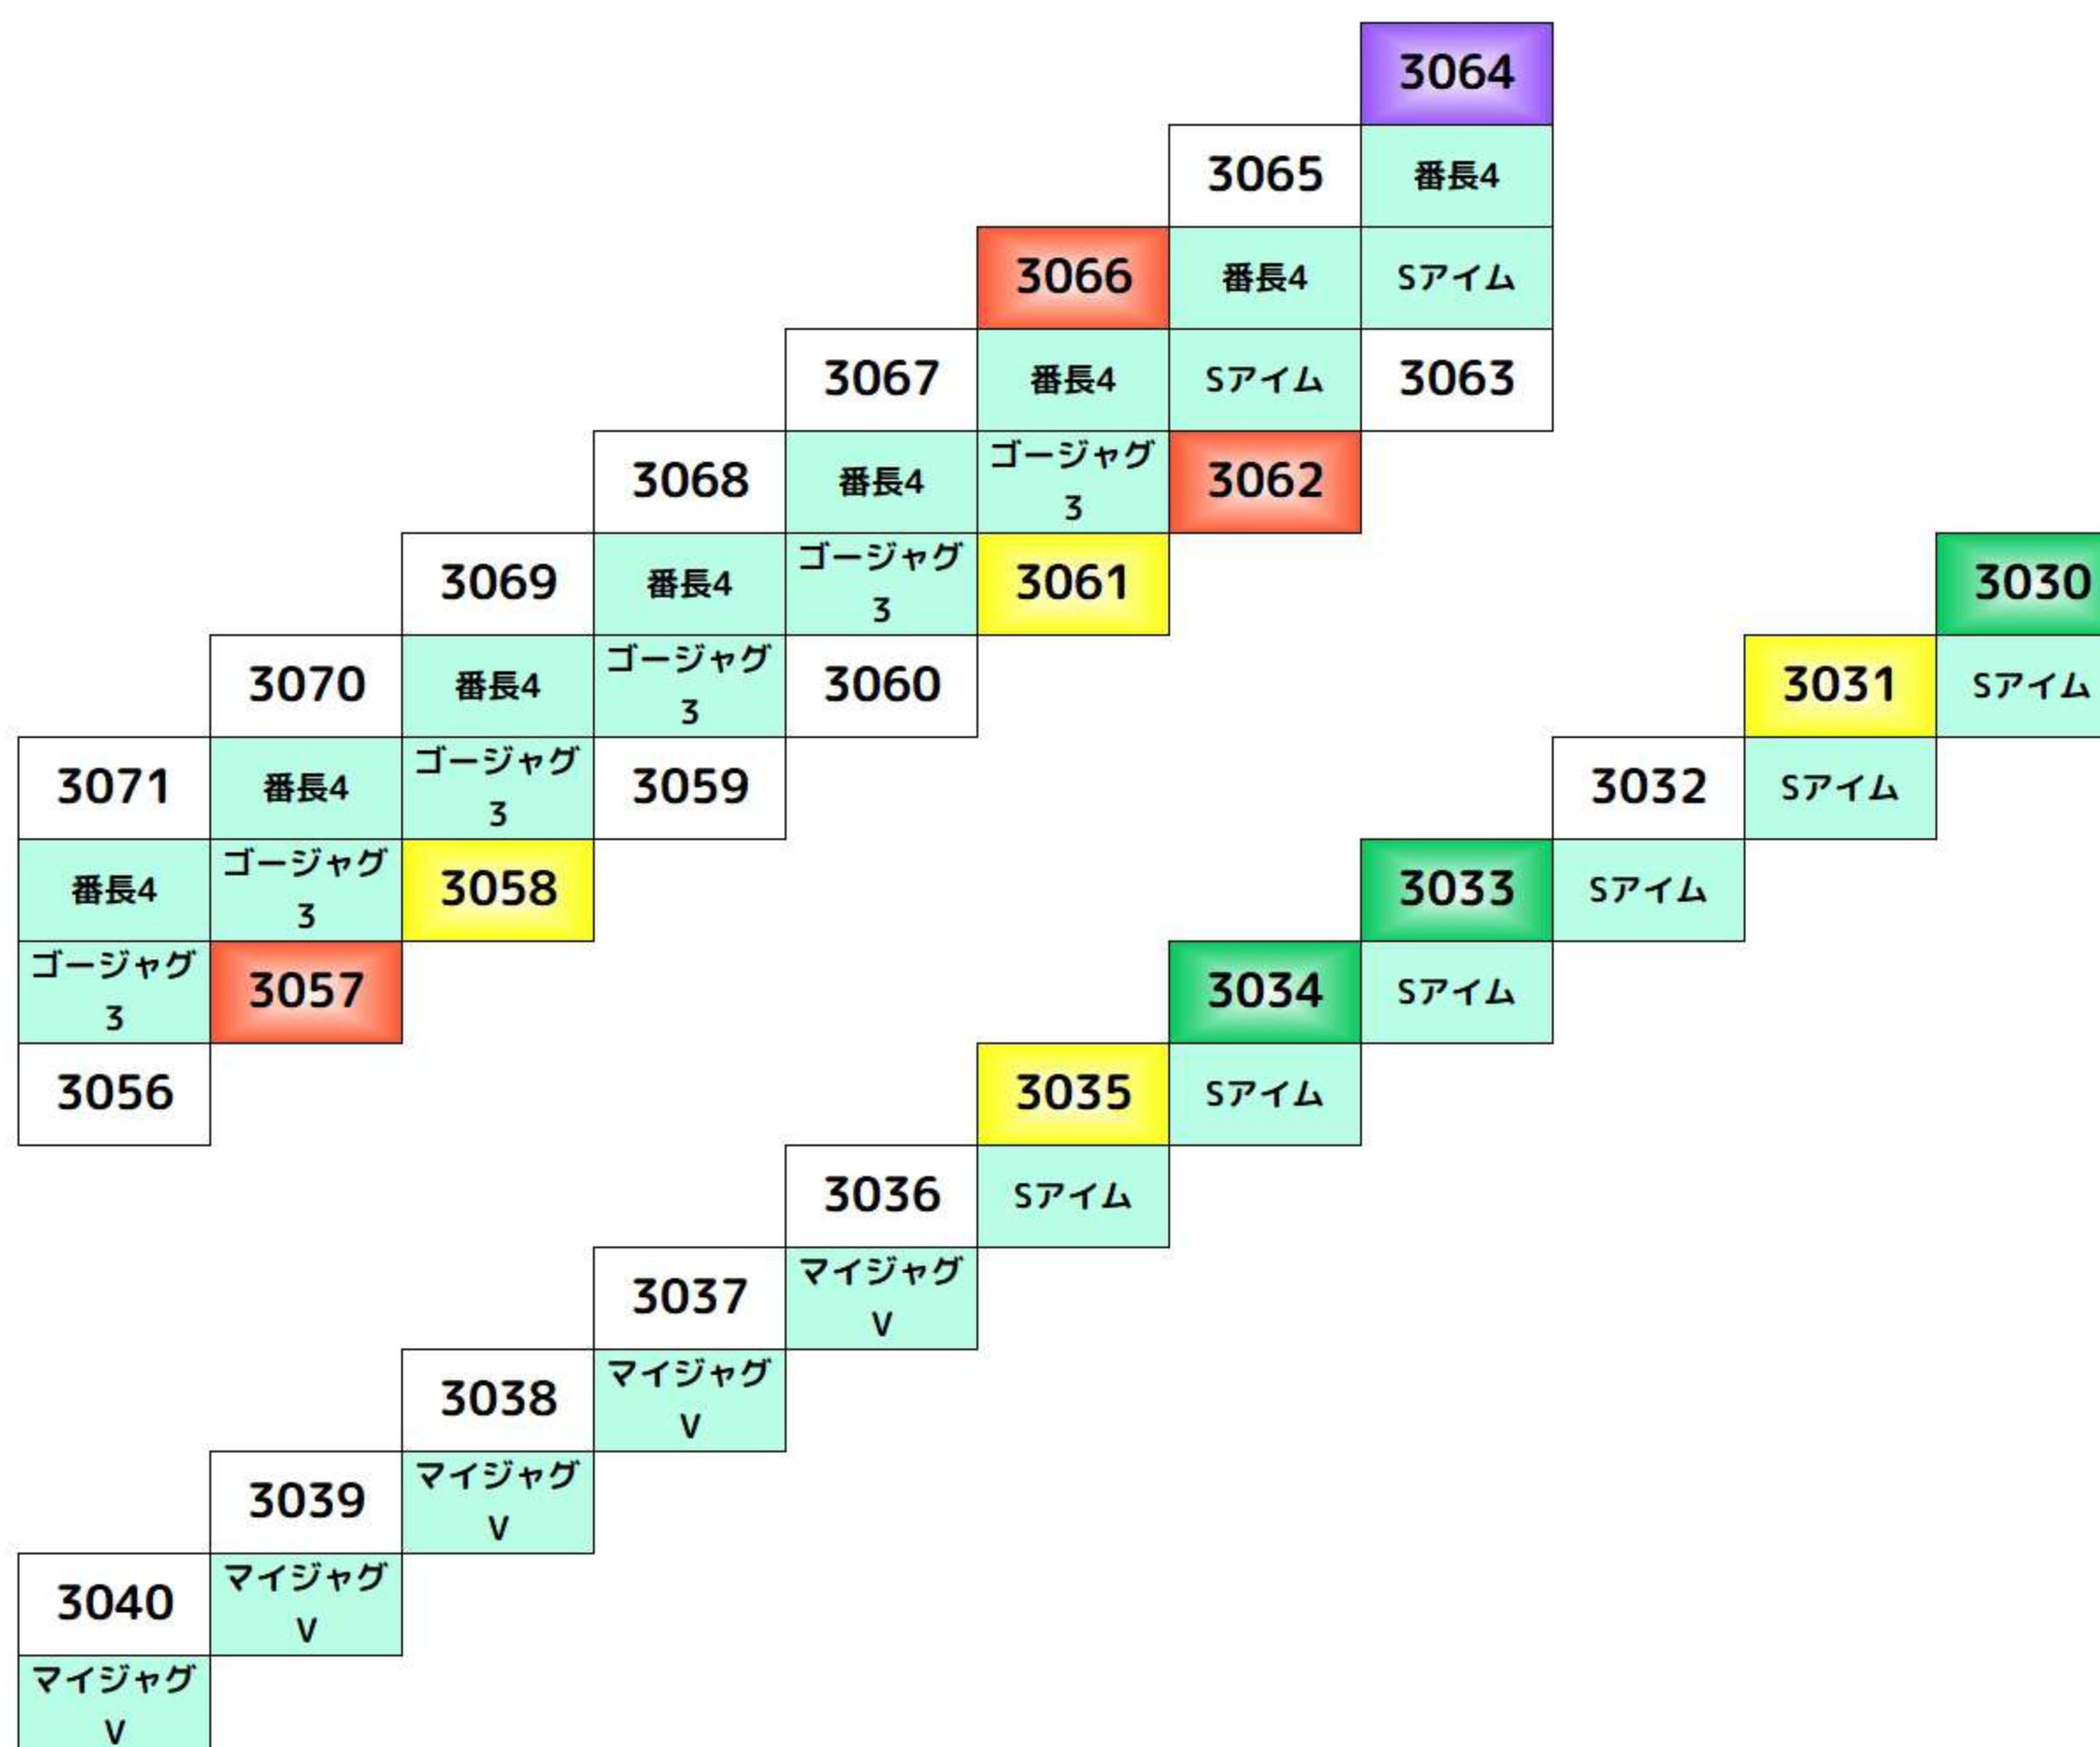 3064
3065 番長4
3066 番長4 Sアイム
3067 番長4 Sアイム 3063
3068 番長4 ゴージャグ
3
3062
3069 番長4 ゴージャグ
3
3061 3030
3070 番長4 ゴージャグ
3
3060 3031 Sアイム
3071 番長4 ゴージャグ
3
3059 3032 Sアイム
番長4 ゴージャグ
3
3058 3033 Sアイム
ゴージャグ
3
3057 3034 Sアイム
3056 3035 Sアイム
3036 Sアイム
3037 マイジャグ
V
3038 マイジャグ
V
3039 マイジャグ
V
3040 マイジャグ
V
マイジャグ
V